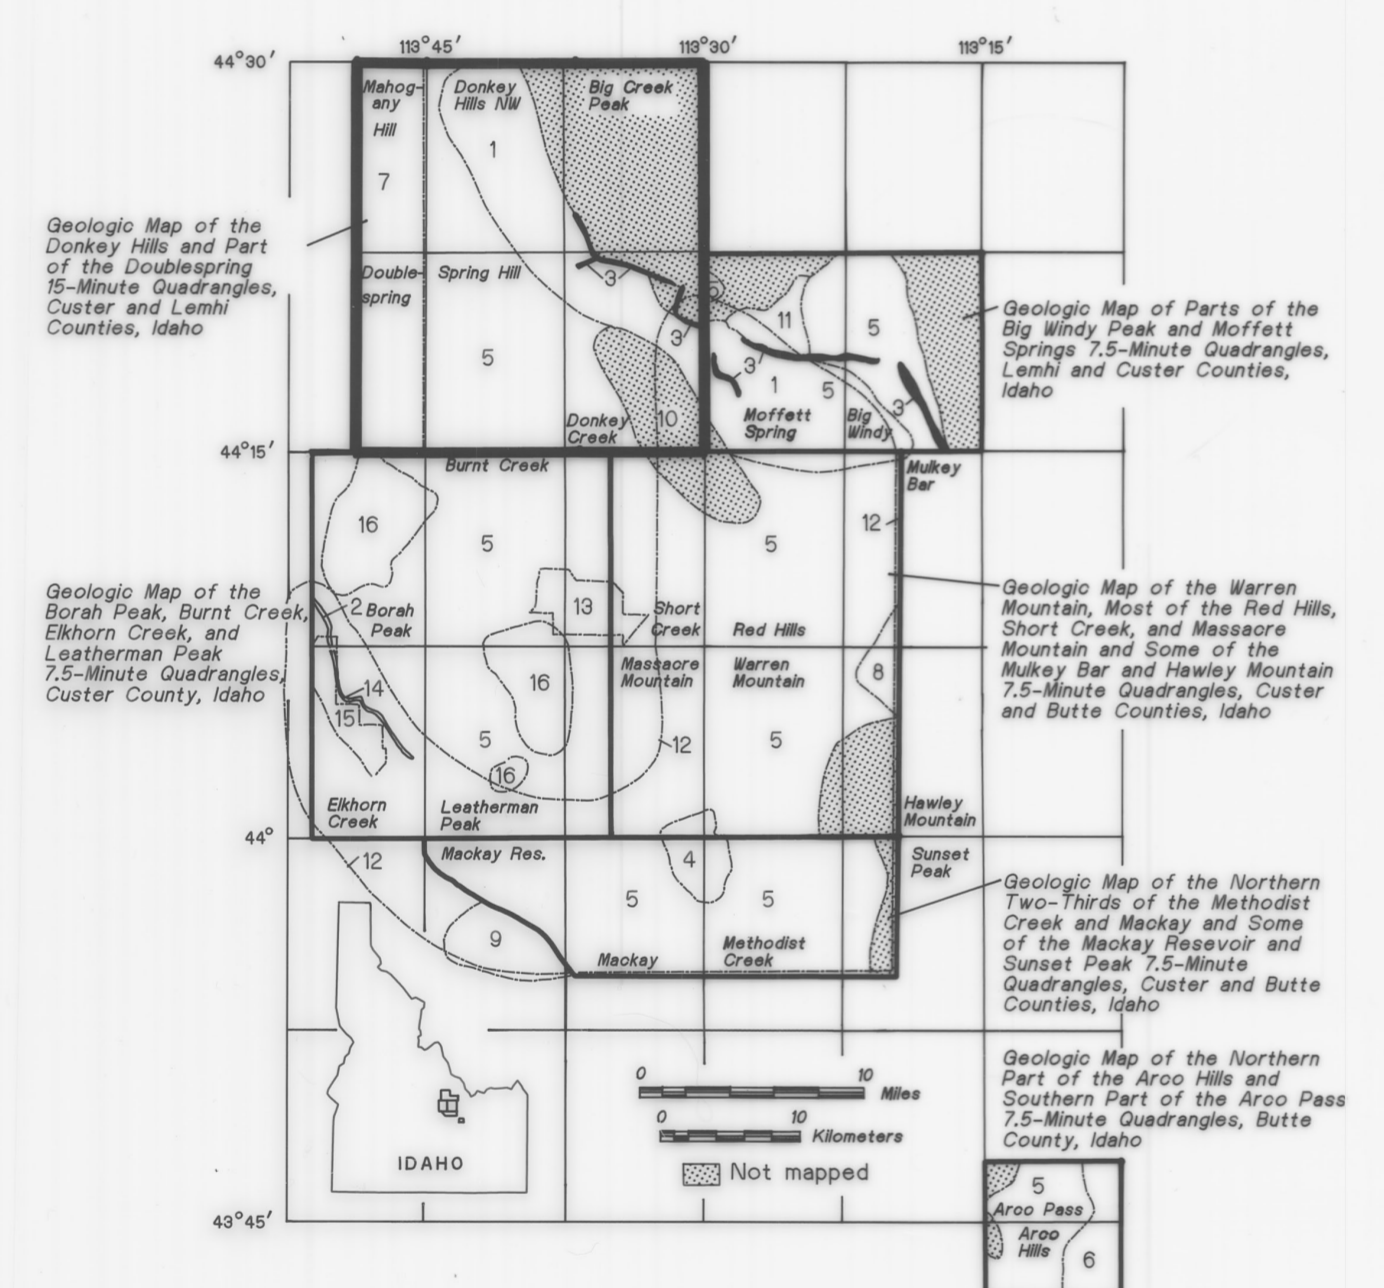 113°45′
113°30′
113°15′
44°30′
Mahog-
any
Hill
7
Donkey
Hills NW
1
Big Creek
Peak
Geologic Map of the
Donkey Hills and Part
of the Doublespring
15-Minute Quadrangles,
Custer and Lemhi
Counties, Idaho
Double-
spring
Spring Hill
5
3
3
Donkey
Creek
10
11
5
3
1
5
3
Moffett
Spring
Big
Windy
Geologic Map of Parts of the
Big Windy Peak and Moffett
Springs 7.5-Minute Quadrangles,
Lemhi and Custer Counties,
Idaho
44°15′
Burnt Creek
Mulkey
Bar
16
5
5
12
Geologic Map of the
Borah Peak, Burnt Creek,
Elkhorn Creek, and
Leatherman Peak
7.5-Minute Quadrangles,
Custer County, Idaho
2
Borah
Peak
13
Short
Creek
Red Hills
Geologic Map of the Warren
Mountain, Most of the Red Hills,
Short Creek, and Massacre
Mountain and Some of the
Mulkey Bar and Hawley Mountain
7.5-Minute Quadrangles, Custer
and Butte Counties, Idaho
Massacre
Mountain
Warren
Mountain
8
14
15
16
5
16
12
5
Elkhorn
Creek
Leatherman
Peak
Hawley
Mountain
44°
12
Mackay Res.
4
5
5
Sunset
Peak
9
Mackay
Methodist
Creek
Geologic Map of the Northern
Two-Thirds of the Methodist
Creek and Mackay and Some
of the Mackay Resevoir and
Sunset Peak 7.5-Minute
Quadrangles, Custer and Butte
Counties, Idaho
Geologic Map of the Northern
Part of the Arco Hills and
Southern Part of the Arco Pass
7.5-Minute Quadrangles, Butte
County, Idaho
0 10
Miles
0 10
Kilometers
Not mapped
IDAHO
43°45′
5
Arco Pass
Arco
Hills
6